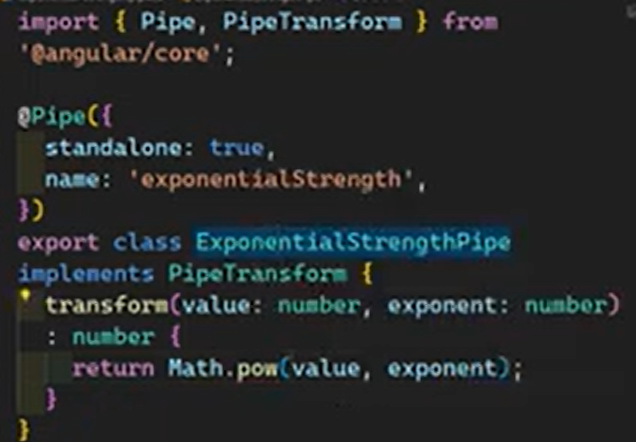 import { Pipe, PipeTransform } from
'@angular/core';
@Pipe({
standalone: true,
name: 'exponentialStrength',
})
export class ExponentialStrengthPipe
implements PipeTransform {
transform(value: number, exponent: number)
: number {
return Math.pow(value, exponent);
}
}